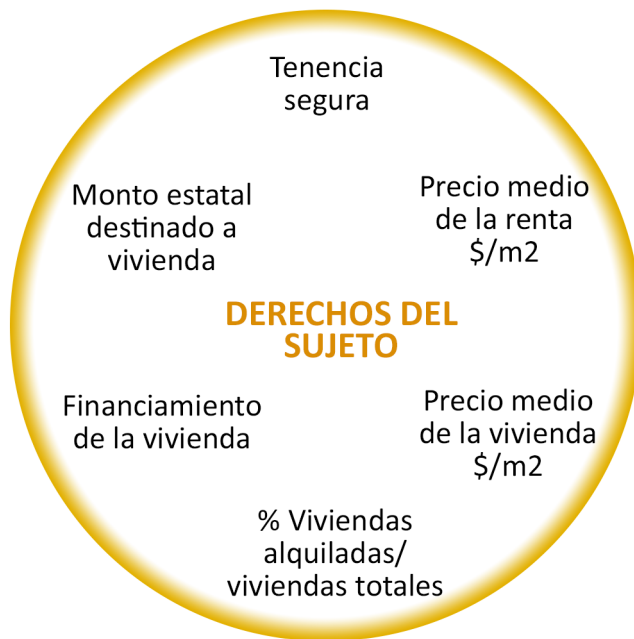 Tenencia
segura
Monto estatal
destinado a
vivienda
Precio medio
de la renta
$/m2
DERECHOS DEL
SUJETO
Financiamiento
de la vivienda
Precio medio
de la vivienda
$/m2
% Viviendas
alquiladas/
viviendas totales